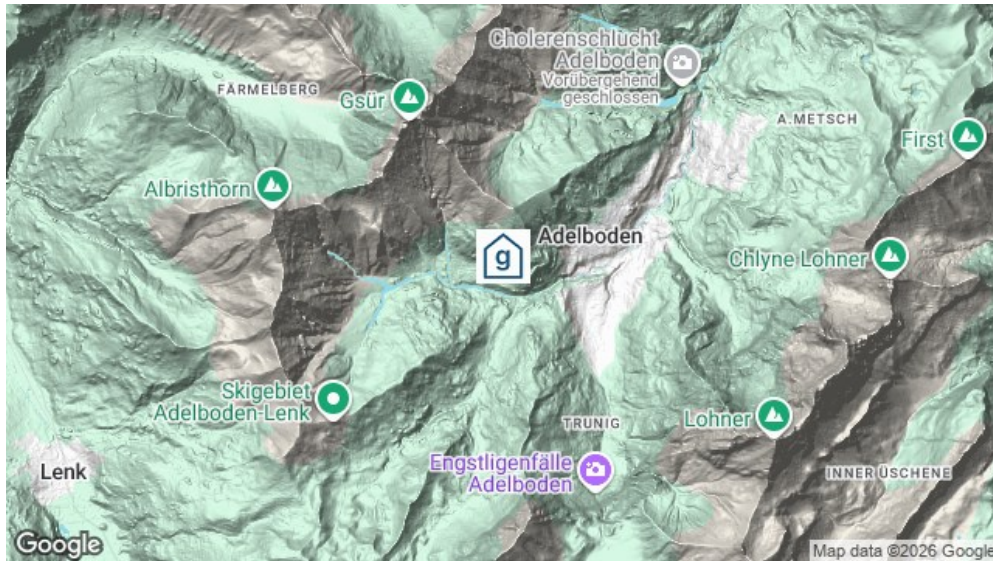 Cholerenschlucht
Adelboden
Vorübergehend
geschlossen
FÄRMELBERG
Gsür
A.METSCH
First
Albristhorn
g
Adelboden
Chlyne Lohner
Skigebiet
Adelboden-Lenk
TRUNIG
Lohner
Lenk
Engstligenfälle
Adelboden
INNER ÜSCHENE
Google
Map data ©2026 Google